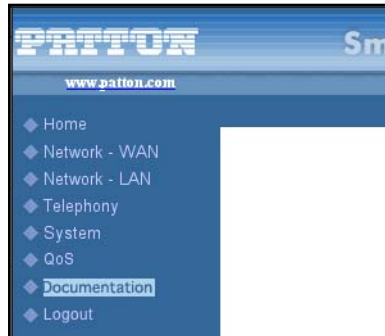 PATTON
Sm
www.patton.com
Home
Network - WAN
Network - LAN
Telephony
System
QoS
Documentation
Logout